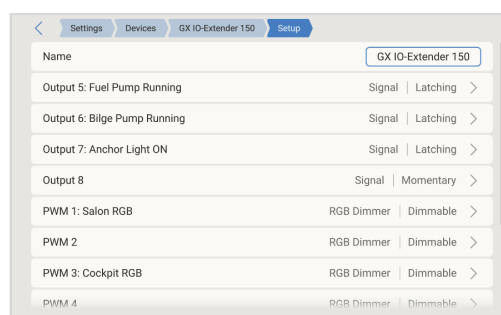 Settings Devices GX IO-Extender 150 Setup
Name GX IO-Extender 150
Output 5: Fuel Pump Running Signal | Latching
Output 6: Bilge Pump Running Signal | Latching
Output 7: Anchor Light ON Signal | Latching
Output 8 Signal | Momentary
PWM 1: Salon RGB RGB Dimmer | Dimmable
PWM 2 RGB Dimmer | Dimmable
PWM 3: Cockpit RGB RGB Dimmer | Dimmable
PWM 4 RGB Dimmer | Dimmable